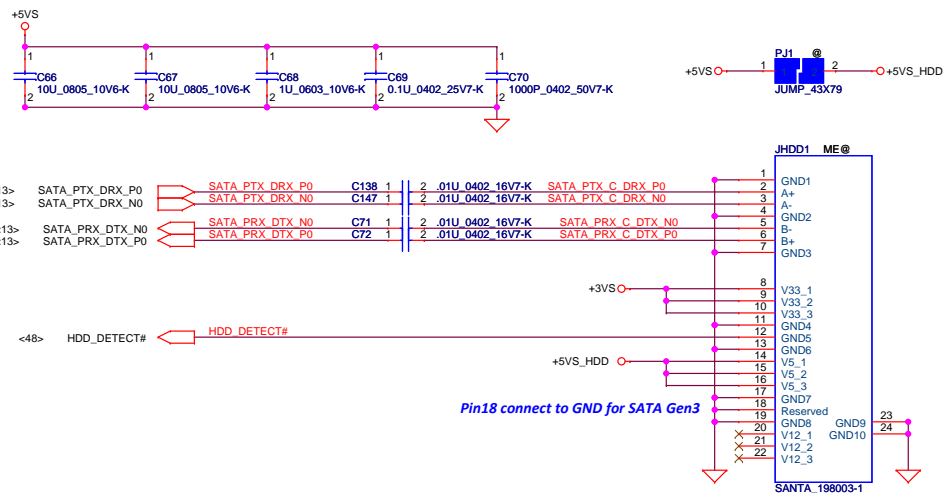 +5VS
1 1 1 1 1
C66 C67 C68 C69 C70
10U_0805_10V6-K 10U_0805_10V6-K 1U_0603_10V6-K 0.1U_0402_25V7-K 1000P_0402_50V7-K
2 2 2 2 2
PJ1 @
+5VS 1 2 +5VS_HDD
JUMP_43X79
JHDD1 ME@
1 GND1
13> SATA_PTX_DRX_P0 SATA_PTX_DRX_P0 C138 1 2 .01U_0402_16V7-K SATA_PTX_C_DRX_P0 2 A+
13> SATA_PTX_DRX_N0 SATA_PTX_DRX_N0 C147 1 2 .01U_0402_16V7-K SATA_PTX_C_DRX_N0 3 A-
4 GND2
:13> SATA_PRX_DTX_N0 SATA_PRX_DTX_N0 C71 1 2 .01U_0402_16V7-K SATA_PRX_C_DTX_N0 5 B-
:13> SATA_PRX_DTX_P0 SATA_PRX_DTX_P0 C72 1 2 .01U_0402_16V7-K SATA_PRX_C_DTX_P0 6 B+
7 GND3
+3VS 8 V33_1
9 V33_2
10 V33_3
11 GND4
<48> HDD_DETECT# HDD_DETECT# 12 GND5
13 GND6
+5VS_HDD 14 V5_1
15 V5_2
16 V5_3
17 GND7
Pin18 connect to GND for SATA Gen3 18 Reserved
19 GND8 GND9 23
20 V12_1 GND10 24
21 V12_2
22 V12_3
SANTA_198003-1